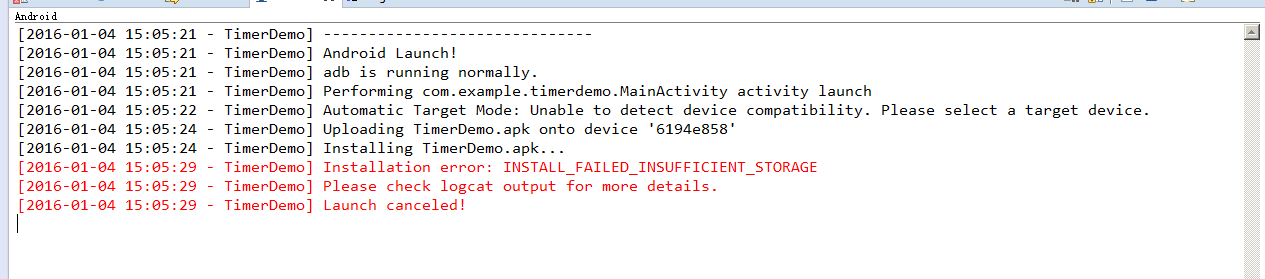 Android
[2016-01-04 15:05:21 - TimerDemo] ------------------------------
[2016-01-04 15:05:21 - TimerDemo] Android Launch!
[2016-01-04 15:05:21 - TimerDemo] adb is running normally.
[2016-01-04 15:05:21 - TimerDemo] Performing com.example.timerdemo.MainActivity activity launch
[2016-01-04 15:05:22 - TimerDemo] Automatic Target Mode: Unable to detect device compatibility. Please select a target device.
[2016-01-04 15:05:24 - TimerDemo] Uploading TimerDemo.apk onto device '6194e858'
[2016-01-04 15:05:24 - TimerDemo] Installing TimerDemo.apk...
[2016-01-04 15:05:29 - TimerDemo] Installation error: INSTALL_FAILED_INSUFFICIENT_STORAGE
[2016-01-04 15:05:29 - TimerDemo] Please check logcat output for more details.
[2016-01-04 15:05:29 - TimerDemo] Launch canceled!